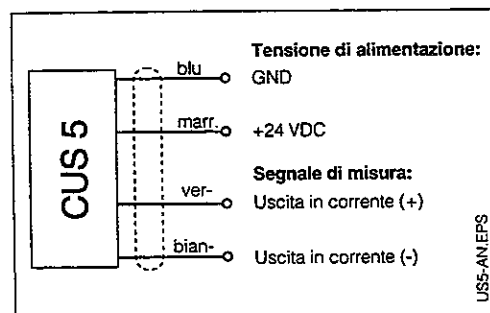 Tensione di alimentazione:
blu GND
marr. +24 VDC
CUS 5
Segnale di misura:
ver- Uscita in corrente (+)
bian- Uscita in corrente (-)
US5-AN.EPS